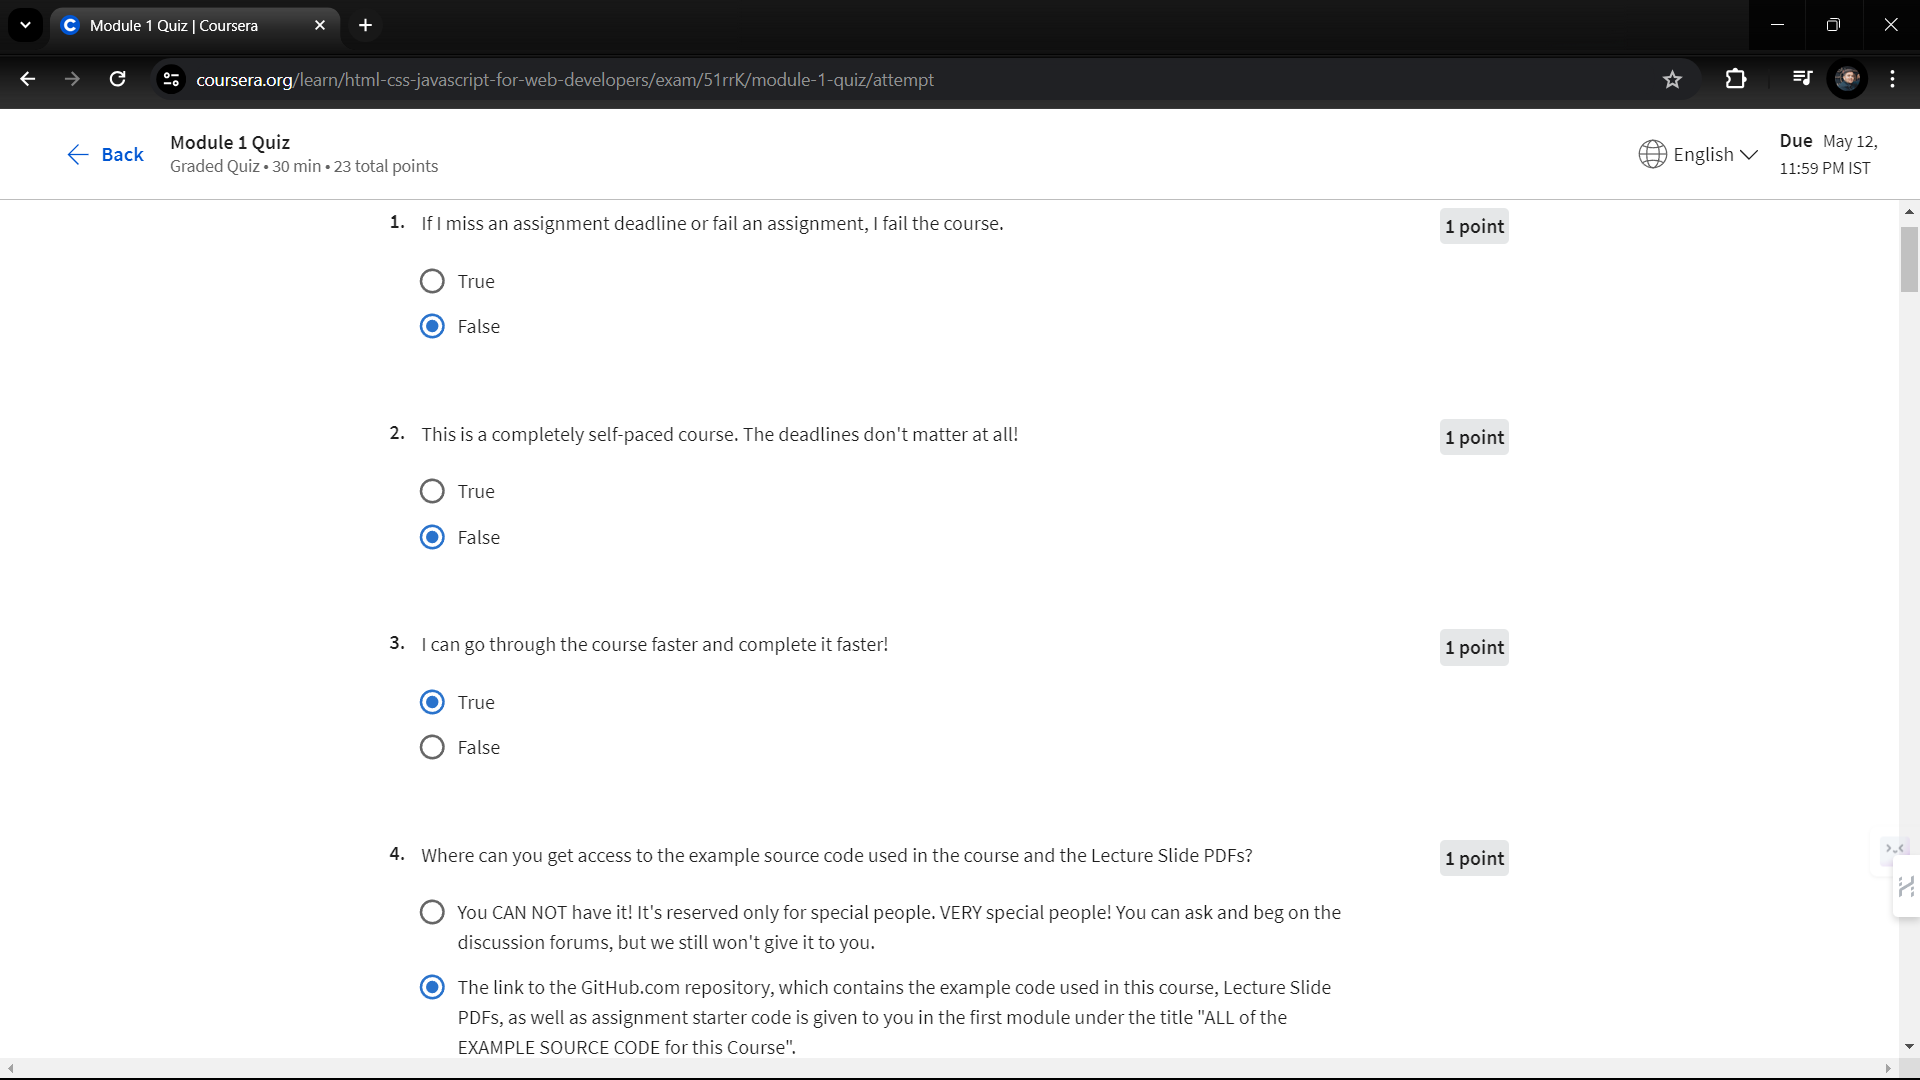 Module 1 Quiz | Coursera
coursera.org/learn/html-css-javascript-for-web-developers/exam/51rrK/module-1-quiz/attempt
Back
Module 1 Quiz
Graded Quiz • 30 min • 23 total points
English
Due May 12,
11:59 PM IST
1. If I miss an assignment deadline or fail an assignment, I fail the course.
1 point
True
False
2. This is a completely self-paced course. The deadlines don't matter at all!
1 point
True
False
3. I can go through the course faster and complete it faster!
1 point
True
False
4. Where can you get access to the example source code used in the course and the Lecture Slide PDFs?
1 point
You CAN NOT have it! It's reserved only for special people. VERY special people! You can ask and beg on the
discussion forums, but we still won't give it to you.
The link to the GitHub.com repository, which contains the example code used in this course, Lecture Slide
PDFs, as well as assignment starter code is given to you in the first module under the title "ALL of the
EXAMPLE SOURCE CODE for this Course".